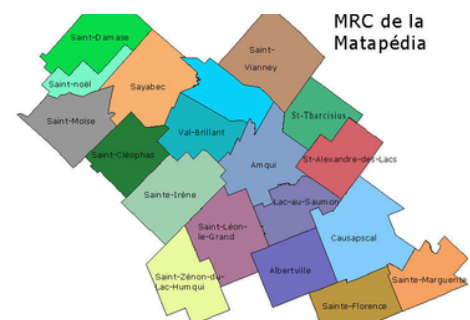 MRC de la
Matapédia
Saint-Damase
Saint-
Vianney
Saint-noël
Sayabec
St-Tharcisius
Saint-Moïse
Val-Brillant
Saint-Cléophas
Amqui
St-Alexandre-des-Lacs
Sainte-Irène
Lac-au-Saumon
Saint-Léon-
le-Grand
Causapscal
Saint-Zénon-du-
Lac-Humqui
Albertville
Sainte-Marguerite
Sainte-Florence